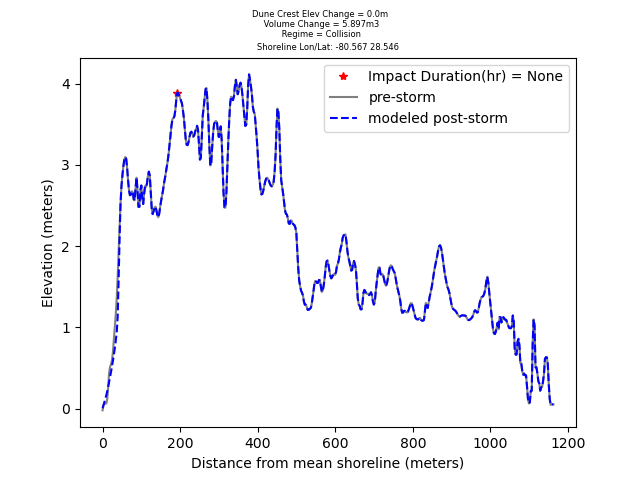 Dune Crest Elev Change = 0.0m
Volume Change = 5.897m3
Regime = Collision
Shoreline Lon/Lat: -80.567 28.546
Impact Duration(hr) = None
pre-storm
modeled post-storm
Elevation (meters)
4
3
2
1
0
0 200 400 600 800 1000 1200
Distance from mean shoreline (meters)